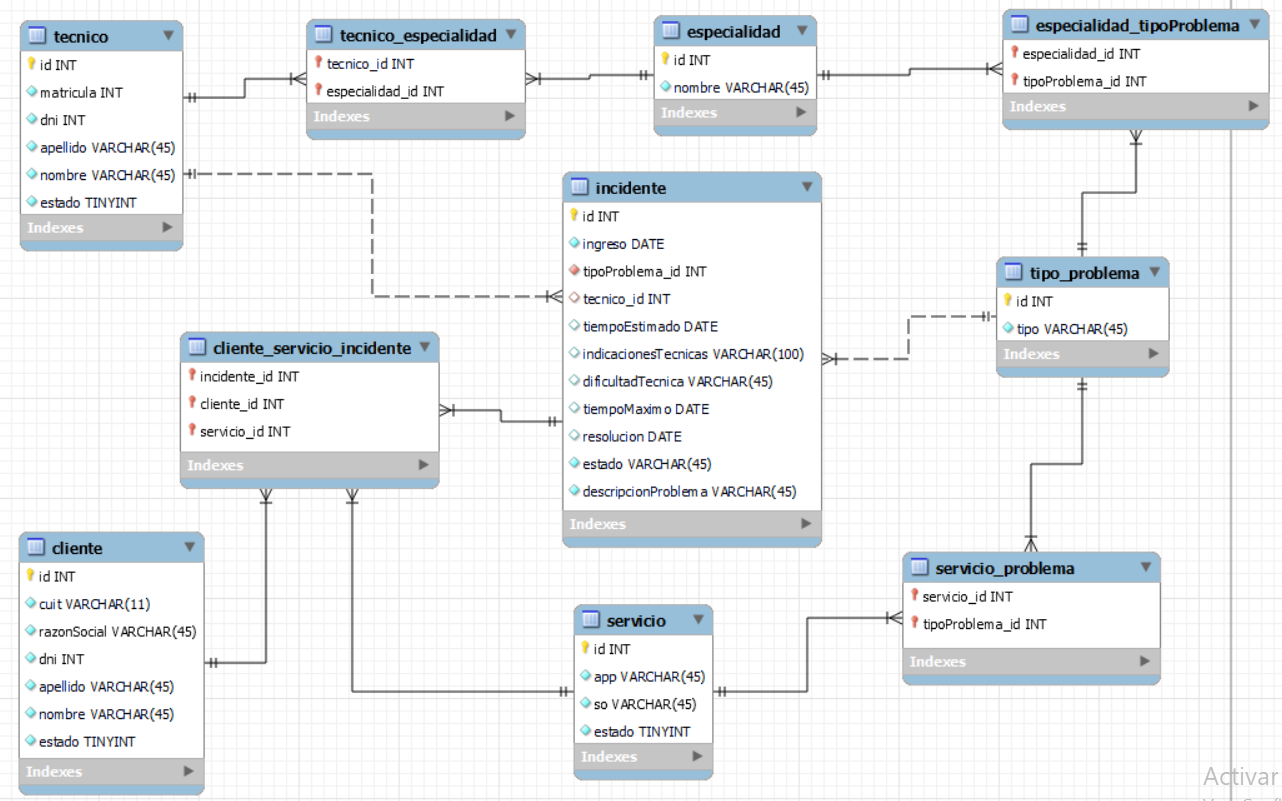 tecnico
id INT
matricula INT
dni INT
apellido VARCHAR(45)
nombre VARCHAR(45)
estado TINYINT
Indexes
tecnico_especialidad
tecnico_id INT
especialidad_id INT
Indexes
especialidad
id INT
nombre VARCHAR(45)
Indexes
especialidad_tipoProblema
especialidad_id INT
tipoProblema_id INT
Indexes
incidente
id INT
ingreso DATE
tipoProblema_id INT
tecnico_id INT
tiempoEstimado DATE
indicacionesTecnicas VARCHAR(100)
dificultadTecnica VARCHAR(45)
tiempoMaximo DATE
resolucion DATE
estado VARCHAR(45)
descripcionProblema VARCHAR(45)
Indexes
tipo_problema
id INT
tipo VARCHAR(45)
Indexes
cliente_servicio_incidente
incidente_id INT
cliente_id INT
servicio_id INT
Indexes
cliente
id INT
cuit VARCHAR(11)
razonSocial VARCHAR(45)
dni INT
apellido VARCHAR(45)
nombre VARCHAR(45)
estado TINYINT
Indexes
servicio
id INT
app VARCHAR(45)
so VARCHAR(45)
estado TINYINT
Indexes
servicio_problema
servicio_id INT
tipoProblema_id INT
Indexes
Activar